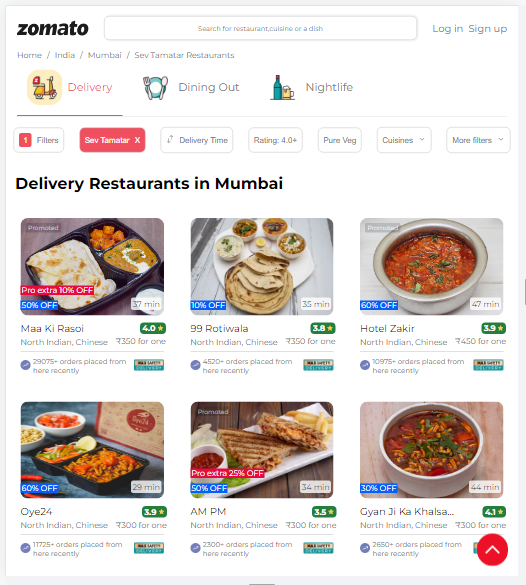 zomato
Search for restaurant,cuisine or a dish
Log in Sign up
Home / India / Mumbai / Sev Tamatar Restaurants
Delivery
Dining Out
Nightlife
1 Filters
Sev Tamatar X
Delivery Time
Rating: 4.0+
Pure Veg
Cuisines
More filters
Delivery Restaurants in Mumbai
Promoted
Pro extra 10% OFF
50% OFF
37 min
Maa Ki Rasoi
4.0
North Indian, Chinese
₹350 for one
29075+ orders placed from
here recently
MAX SAFETY
DELIVERY
10% OFF
35 min
99 Rotiwala
3.8
North Indian, Chinese
₹350 for one
4520+ orders placed from
here recently
MAX SAFETY
DELIVERY
Promoted
60% OFF
47 min
Hotel Zakir
3.9
North Indian, Chinese
₹450 for one
10975+ orders placed from
here recently
MAX SAFETY
DELIVERY
Oye24
60% OFF
29 min
Oye24
3.9
North Indian, Chinese
₹300 for one
11725+ orders placed from
here recently
MAX SAFETY
DELIVERY
Promoted
Pro extra 25% OFF
50% OFF
34 min
AM PM
3.5
North Indian, Chinese
₹300 for one
2300+ orders placed from
here recently
MAX SAFETY
DELIVERY
30% OFF
44 min
Gyan Ji Ka Khalsa...
4.1
North Indian, Chinese
₹300 for one
2650+ orders placed from
here recently